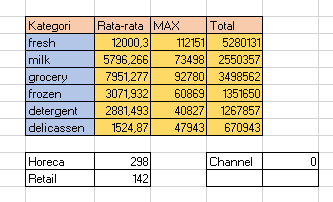 Kategori Rata-rata MAX Total
fresh 12000,3 112151 5280131
milk 5796,266 73498 2550357
grocery 7951,277 92780 3498562
frozen 3071,932 60869 1351650
detergent 2881,493 40827 1267857
delicassen 1524,87 47943 670943
Horeca 298 Channel 0
Retail 142